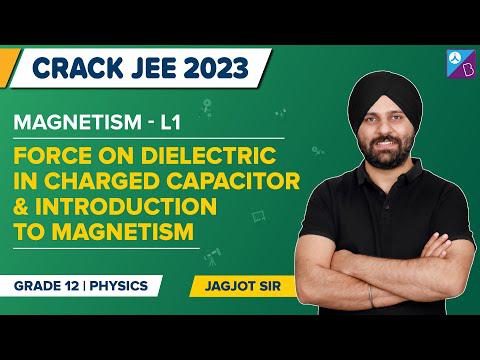 CRACK JEE 2023
B
MAGNETISM - L1
FORCE ON DIELECTRIC
IN CHARGED CAPACITOR
& INTRODUCTION
TO MAGNETISM
GRADE 12 | PHYSICS
JAGJOT SIR